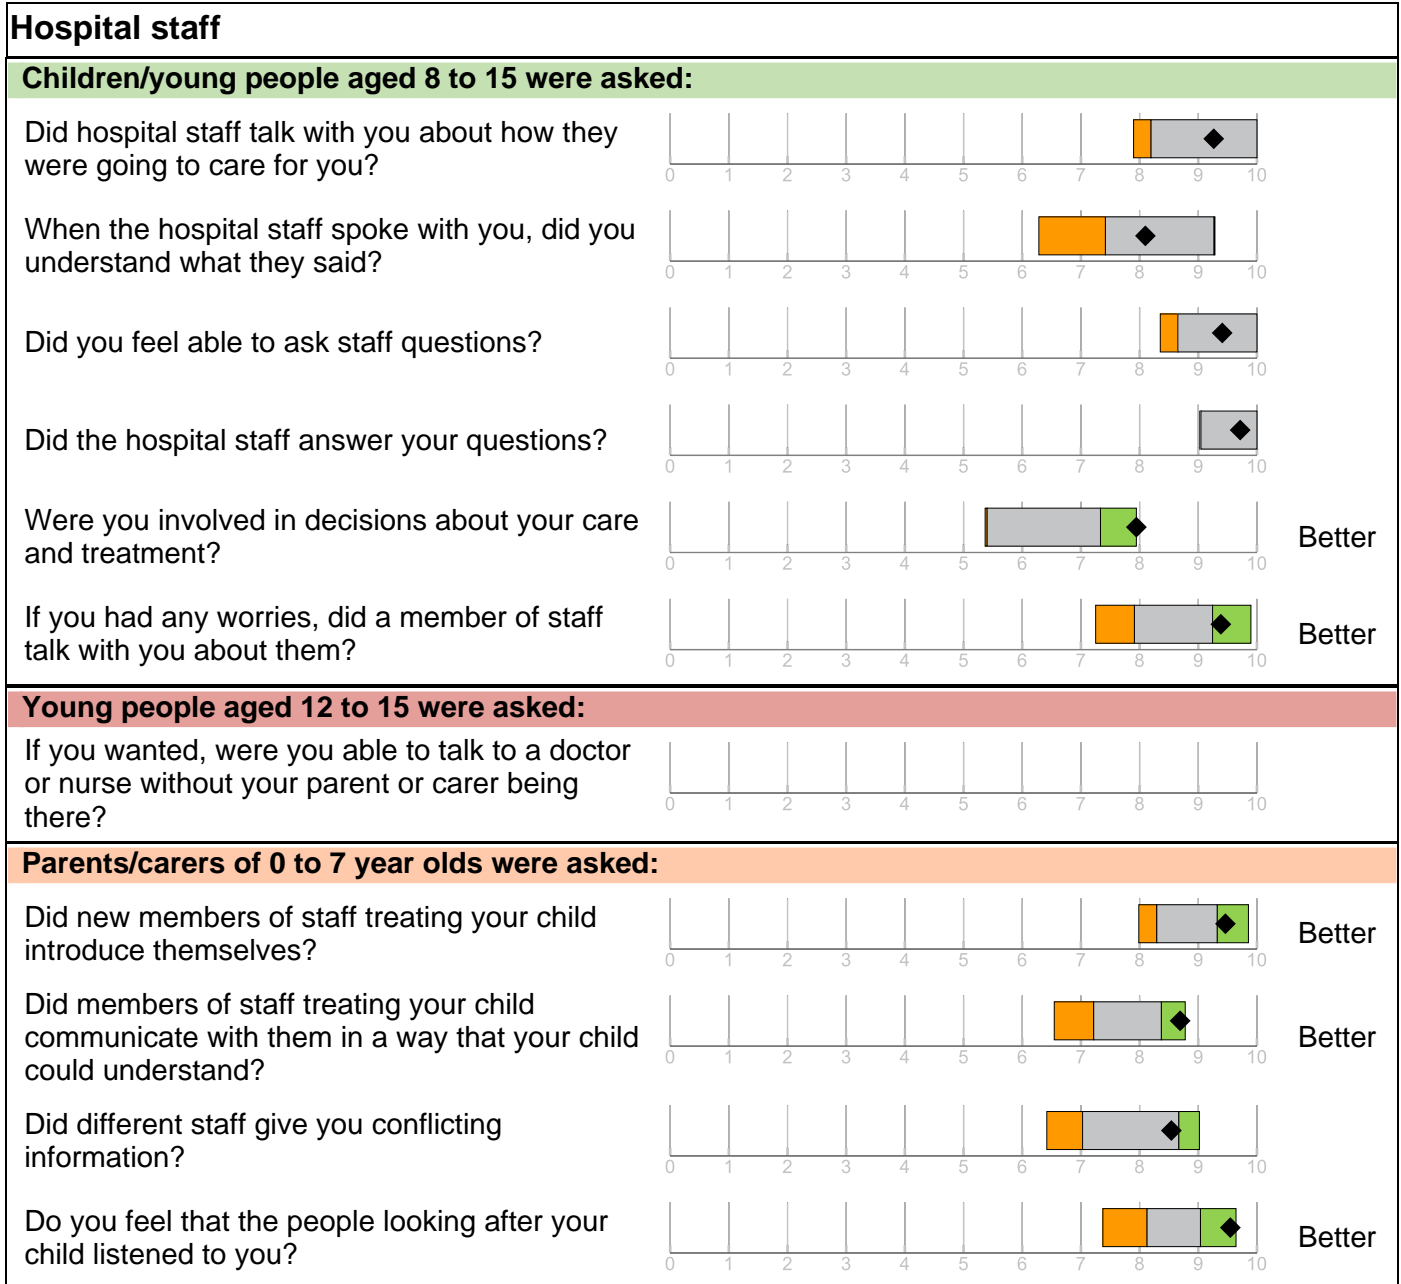 Hospital staff
Children/young people aged 8 to 15 were asked:
Did hospital staff talk with you about how they
were going to care for you?
0 1 2 3 4 5 6 7 8 9 10
When the hospital staff spoke with you, did you
understand what they said?
0 1 2 3 4 5 6 7 8 9 10
Did you feel able to ask staff questions?
0 1 2 3 4 5 6 7 8 9 10
Did the hospital staff answer your questions?
0 1 2 3 4 5 6 7 8 9 10
Were you involved in decisions about your care
and treatment?
0 1 2 3 4 5 6 7 8 9 10
Better
If you had any worries, did a member of staff
talk with you about them?
0 1 2 3 4 5 6 7 8 9 10
Better
Young people aged 12 to 15 were asked:
If you wanted, were you able to talk to a doctor
or nurse without your parent or carer being
there?
0 1 2 3 4 5 6 7 8 9 10
Parents/carers of 0 to 7 year olds were asked:
Did new members of staff treating your child
introduce themselves?
0 1 2 3 4 5 6 7 8 9 10
Better
Did members of staff treating your child
communicate with them in a way that your child
could understand?
0 1 2 3 4 5 6 7 8 9 10
Better
Did different staff give you conflicting
information?
0 1 2 3 4 5 6 7 8 9 10
Do you feel that the people looking after your
child listened to you?
0 1 2 3 4 5 6 7 8 9 10
Better